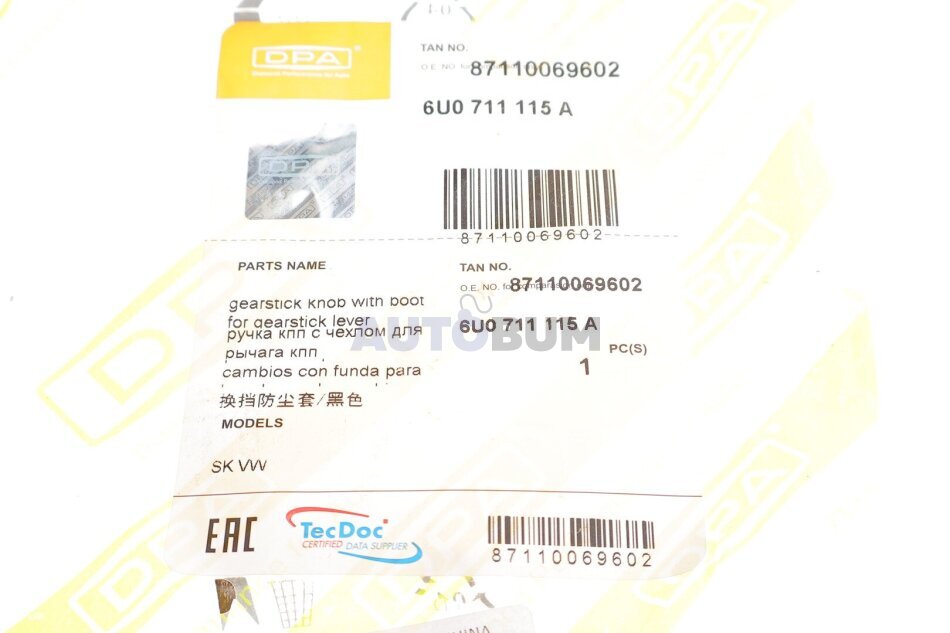 DPA
TAN NO.
87110069602
6U0 711 115 A
DPA
87110069602
PARTS NAME
TAN NO.
87110069602
gearstick knob with boot
for gearstick lever
6U0 711 115 A
ручка кпп с чехлом для
рычага кпп
AUTOBUM
PC(S)
1
cambios con funda para
换挡防尘套/黑色
MODELS
SK VW
EAC
TecDoc
CERTIFIED DATA SUPPLIER
87110069602
DPA